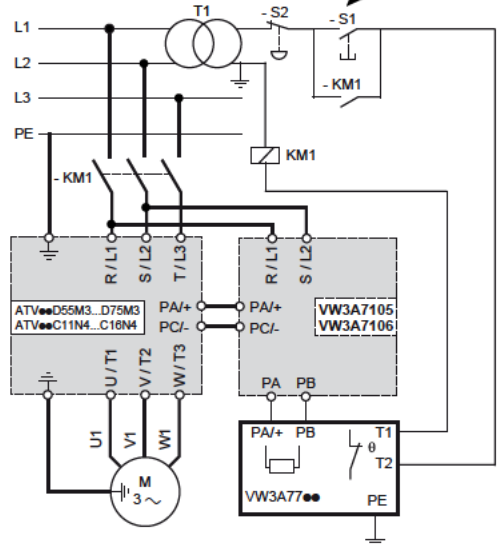 T1
- S2
- S1
L1
L2
L3
PE
- KM1
KM1
- KM1
R / L1
S / L2
T / L3
R / L1
S / L2
ATV●●D55M3...D75M3
ATV●●C11N4...C16N4
PA/+
PC/-
PA/+
PC/-
VW3A7105
VW3A7106
U / T1
V / T2
W / T3
PA
PB
U1
V1
W1
M
3 ~
PA/+
PB
θ
T1
T2
VW3A77●●
PE